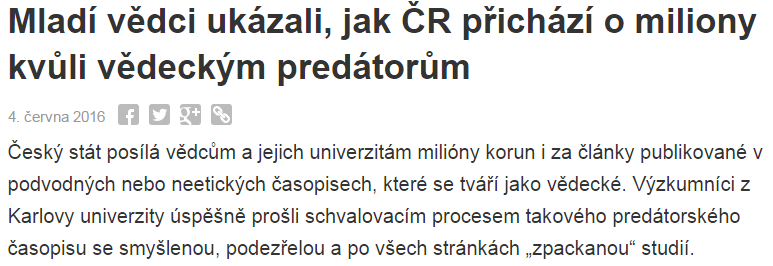 Mladí vědci ukázali, jak ČR přichází o miliony
kvůli vědeckým predátorům
4. června 2016
Český stát posílá vědcům a jejich univerzitám milióny korun i za články publikované v
podvodných nebo neetických časopisech, které se tváří jako vědecké. Výzkumníci z
Karlovy univerzity úspěšně prošli schvalovacím procesem takového predátorského
časopisu se smyšlenou, podezřelou a po všech stránkách „zpackanou“ studií.